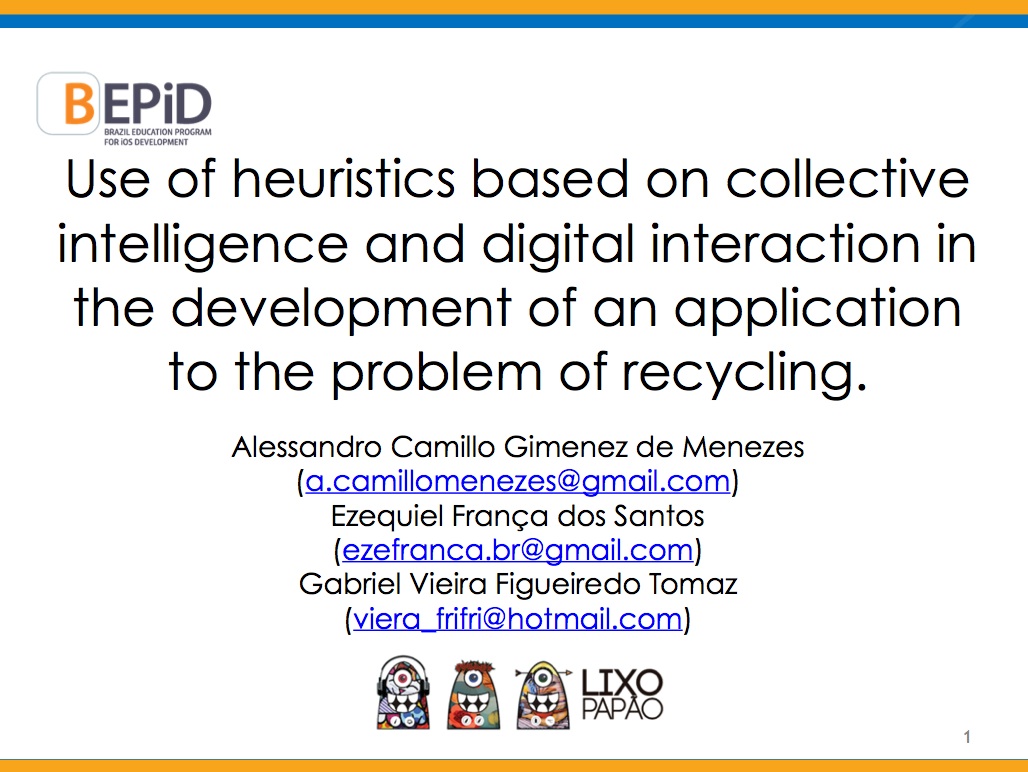 BEPiD
BRAZIL EDUCATION PROGRAM
FOR iOS DEVELOPMENT
Use of heuristics based on collective
intelligence and digital interaction in
the development of an application
to the problem of recycling.
Alessandro Camillo Gimenez de Menezes
(a.camillomenezes@gmail.com)
Ezequiel França dos Santos
(ezefranca.br@gmail.com)
Gabriel Vieira Figueiredo Tomaz
(viera_frifri@hotmail.com)
LIXO
PAPÃO
1